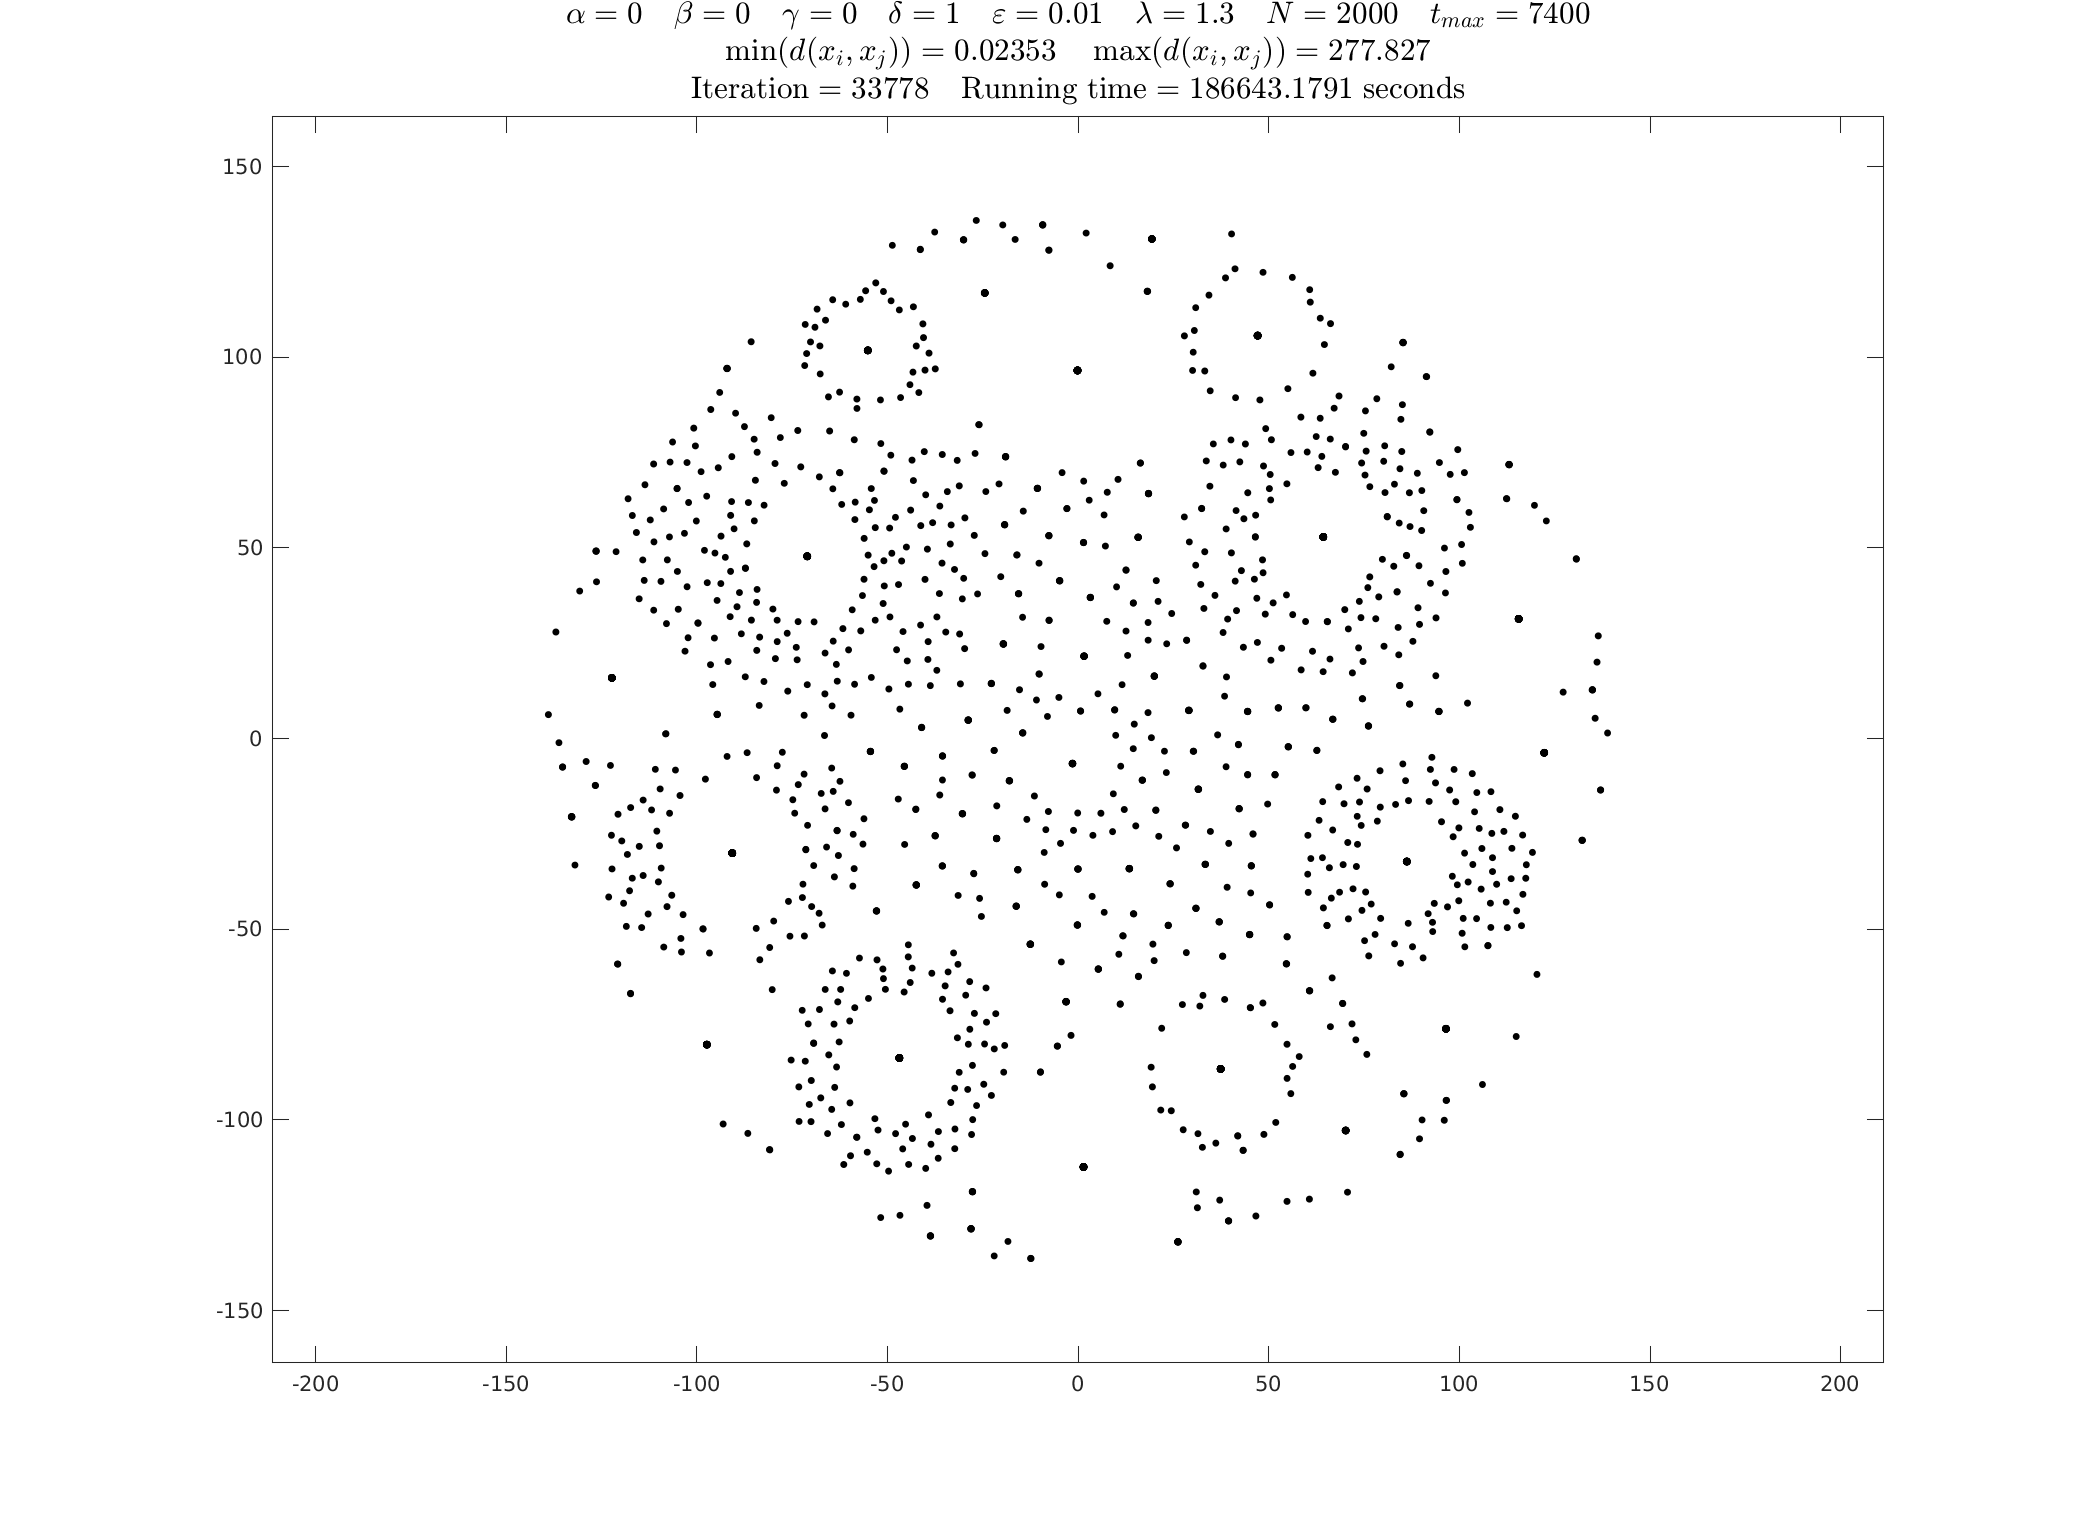 α = 0 β = 0 γ = 0 δ = 1 ε = 0.01 λ = 1.3 N = 2000 t_max = 7400
min(d(x_i, x_j)) = 0.02353 max(d(x_i, x_j)) = 277.827
Iteration = 33778 Running time = 186643.1791 seconds
150
100
50
0
-50
-100
-150
-200 -150 -100 -50 0 50 100 150 200